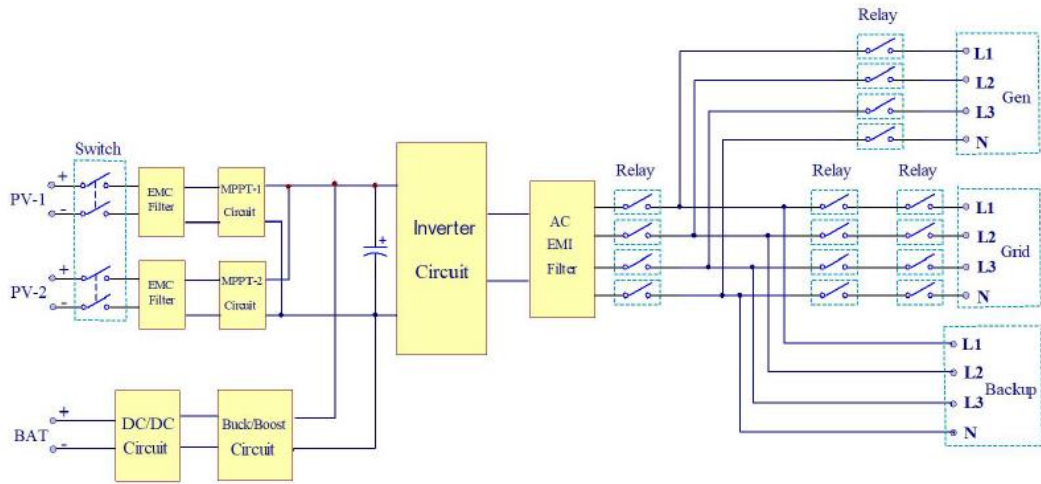 Relay
L1
L2
L3
N
Gen
Switch
PV-1
+
-
EMC
Filter
MPPT-1
Circuit
PV-2
+
-
EMC
Filter
MPPT-2
Circuit
+
Inverter
Circuit
AC
EMI
Filter
Relay
Relay
Relay
L1
L2
L3
N
Grid
BAT
+
-
DC/DC
Circuit
Buck/Boost
Circuit
L1
L2
L3
N
Backup